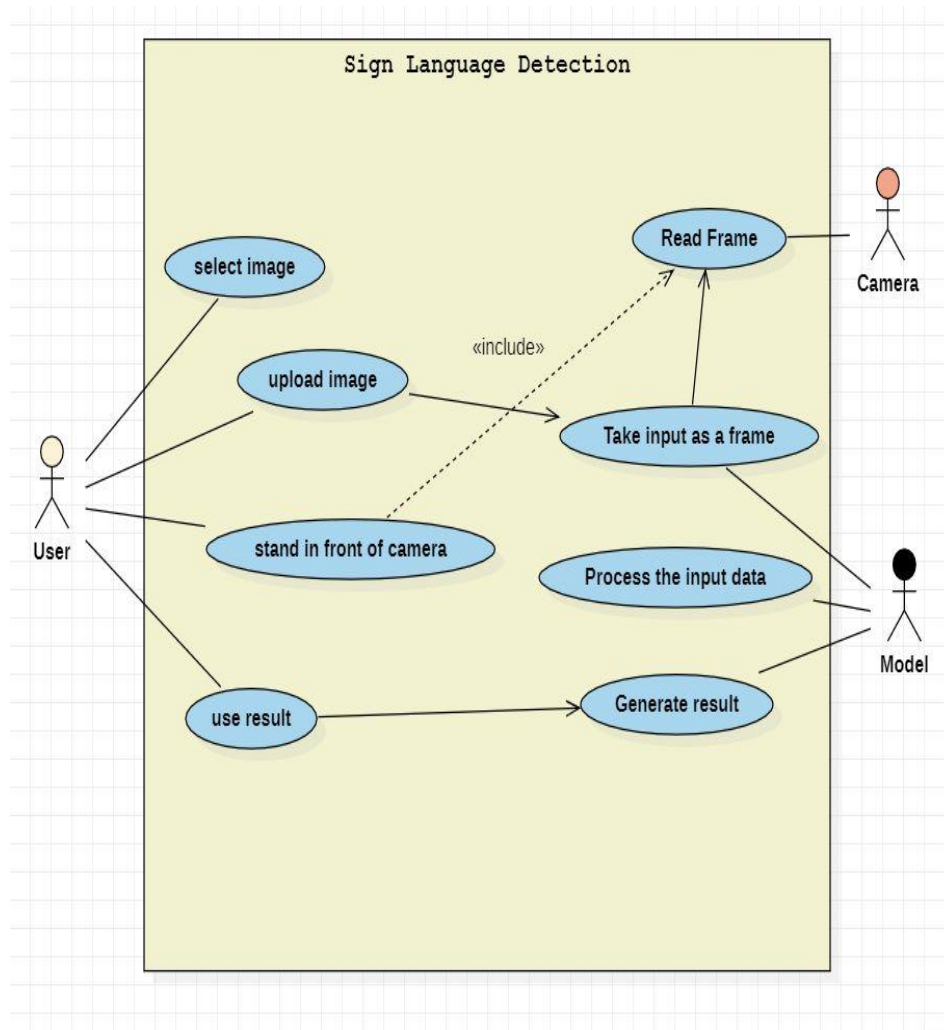 Sign Language Detection
Read Frame
select image
Camera
«include»
upload image
Take input as a frame
User
stand in front of camera
Process the input data
Model
use result
Generate result